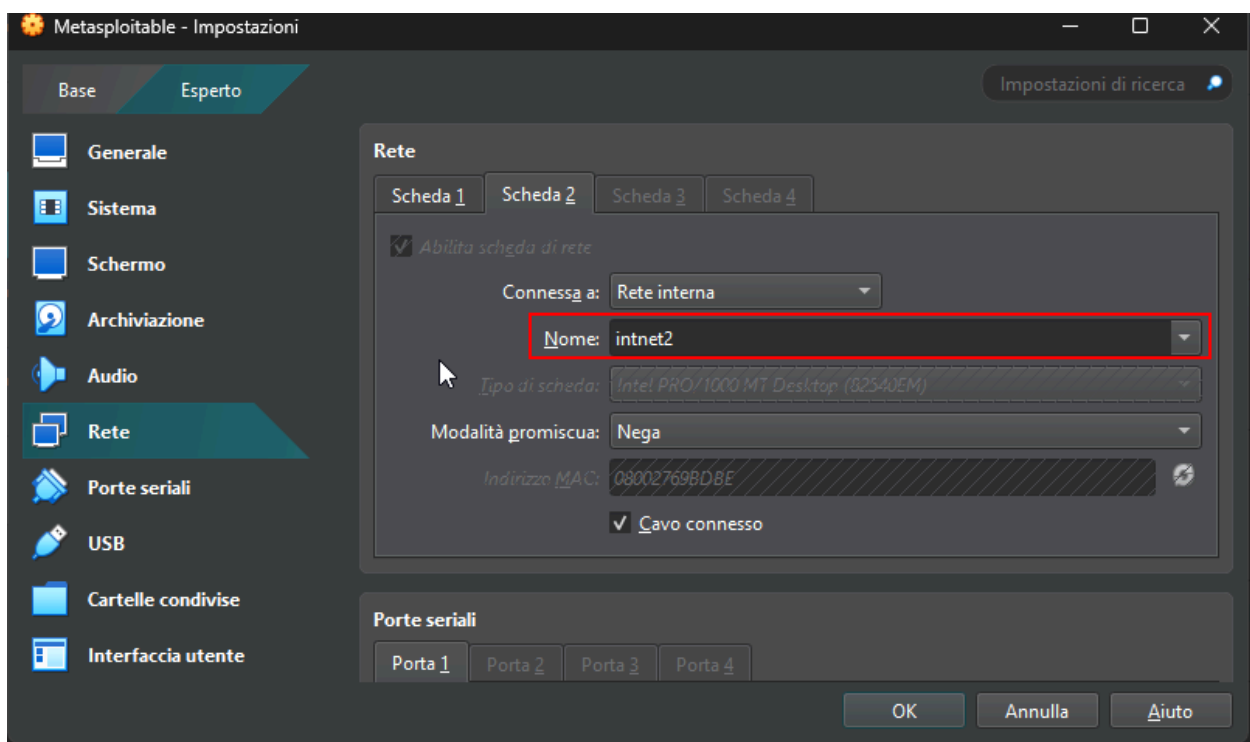 Metasploitable - Impostazioni
Base Esperto
Impostazioni di ricerca
Generale
Sistema
Schermo
Archiviazione
Audio
Rete
Porte seriali
USB
Cartelle condivise
Interfaccia utente
Rete
Scheda 1 Scheda 2 Scheda 3 Scheda 4
Abilita scheda di rete
Connessa a: Rete interna
Nome: intnet2
Tipo di scheda: Intel PRO/1000 MT Desktop (82540EM)
Modalità promiscua: Nega
Indirizzo MAC: 08002769BDBE
Cavo connesso
Porte seriali
Porta 1 Porta 2 Porta 3 Porta 4
OK Annulla Aiuto